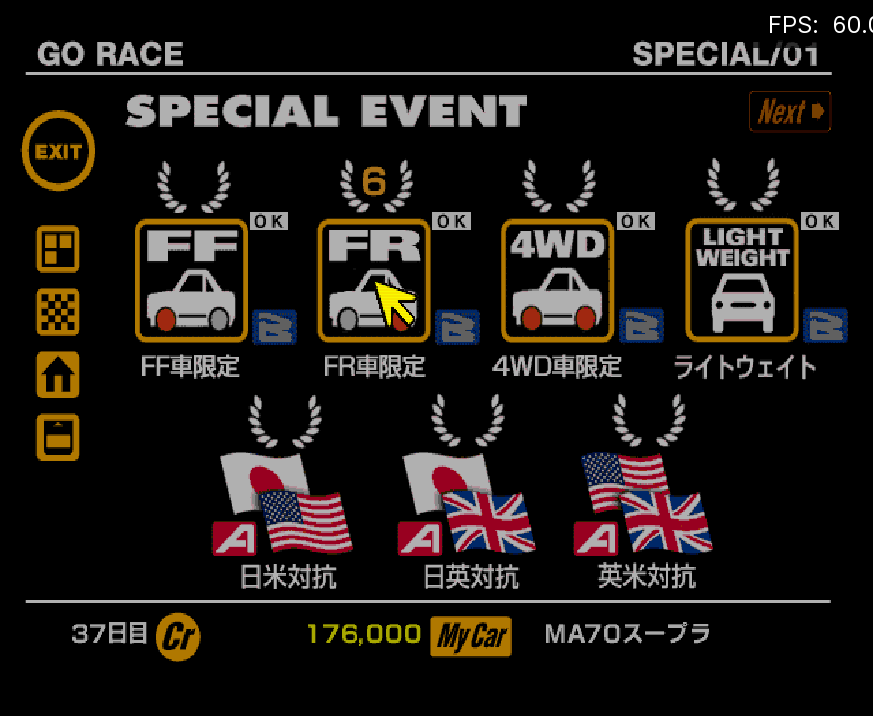 FPS: 60.0
GO RACE
SPECIAL/01
SPECIAL EVENT
Next
EXIT
6
OK
OK
OK
OK
FF
FR
4WD
LIGHT
WEIGHT
B
B
B
B
FF車限定
FR車限定
4WD車限定
ライトウェイト
A
A
A
日米対抗
日英対抗
英米対抗
37日目
Cr
176,000
My Car
MA70スープラ